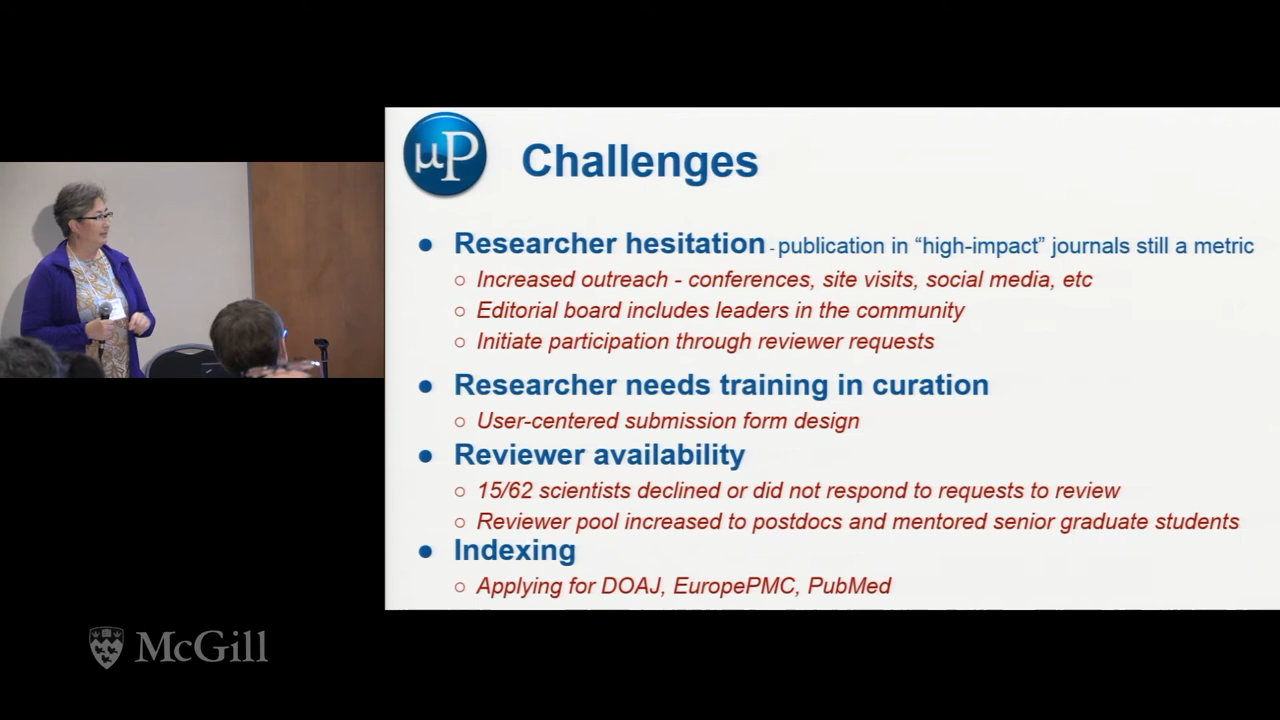 µP
Challenges
● Researcher hesitation - publication in “high-impact” journals still a metric
○ Increased outreach - conferences, site visits, social media, etc
○ Editorial board includes leaders in the community
○ Initiate participation through reviewer requests
● Researcher needs training in curation
○ User-centered submission form design
● Reviewer availability
○ 15/62 scientists declined or did not respond to requests to review
○ Reviewer pool increased to postdocs and mentored senior graduate students
● Indexing
○ Applying for DOAJ, EuropePMC, PubMed
McGill